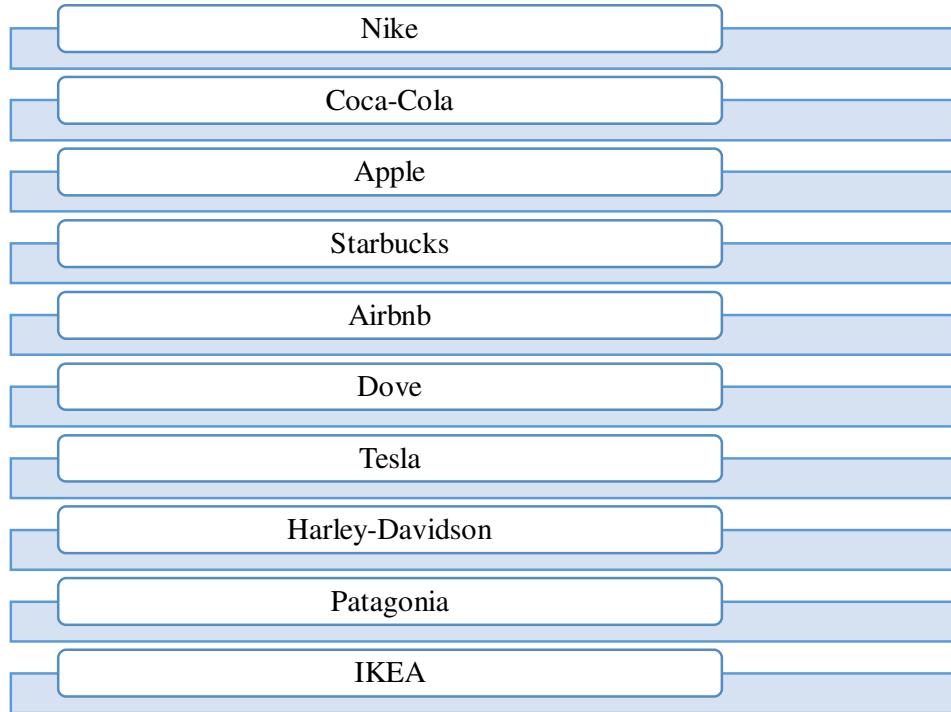 Nike
Coca-Cola
Apple
Starbucks
Airbnb
Dove
Tesla
Harley-Davidson
Patagonia
IKEA